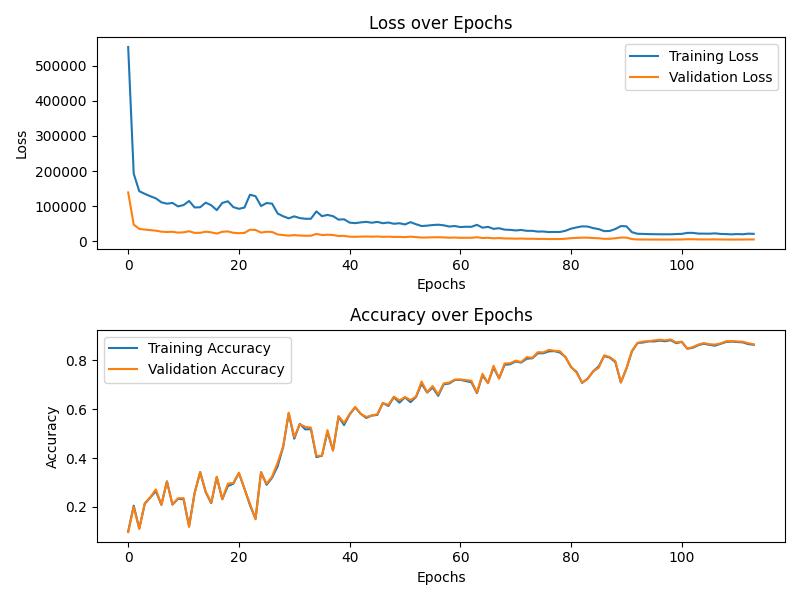 Loss over Epochs
500000
400000
300000
200000
100000
0
Loss
Training Loss
Validation Loss
0 20 40 60 80 100
Epochs
Accuracy over Epochs
0.8
0.6
0.4
0.2
Accuracy
Training Accuracy
Validation Accuracy
0 20 40 60 80 100
Epochs